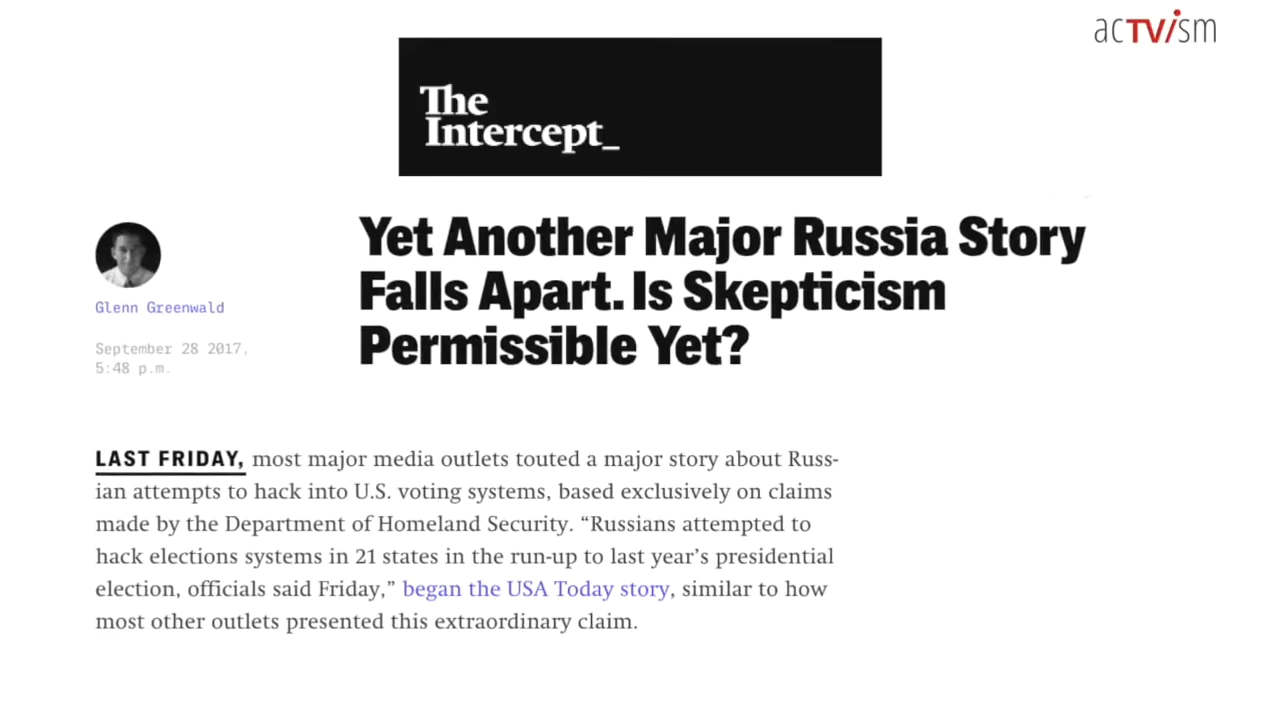 acTVism
The
Intercept_
Yet Another Major Russia Story
Falls Apart. Is Skepticism
Permissible Yet?
Glenn Greenwald
September 28 2017,
5:48 p.m.
LAST FRIDAY, most major media outlets touted a major story about Russ-
ian attempts to hack into U.S. voting systems, based exclusively on claims
made by the Department of Homeland Security. “Russians attempted to
hack elections systems in 21 states in the run-up to last year’s presidential
election, officials said Friday,” began the USA Today story, similar to how
most other outlets presented this extraordinary claim.